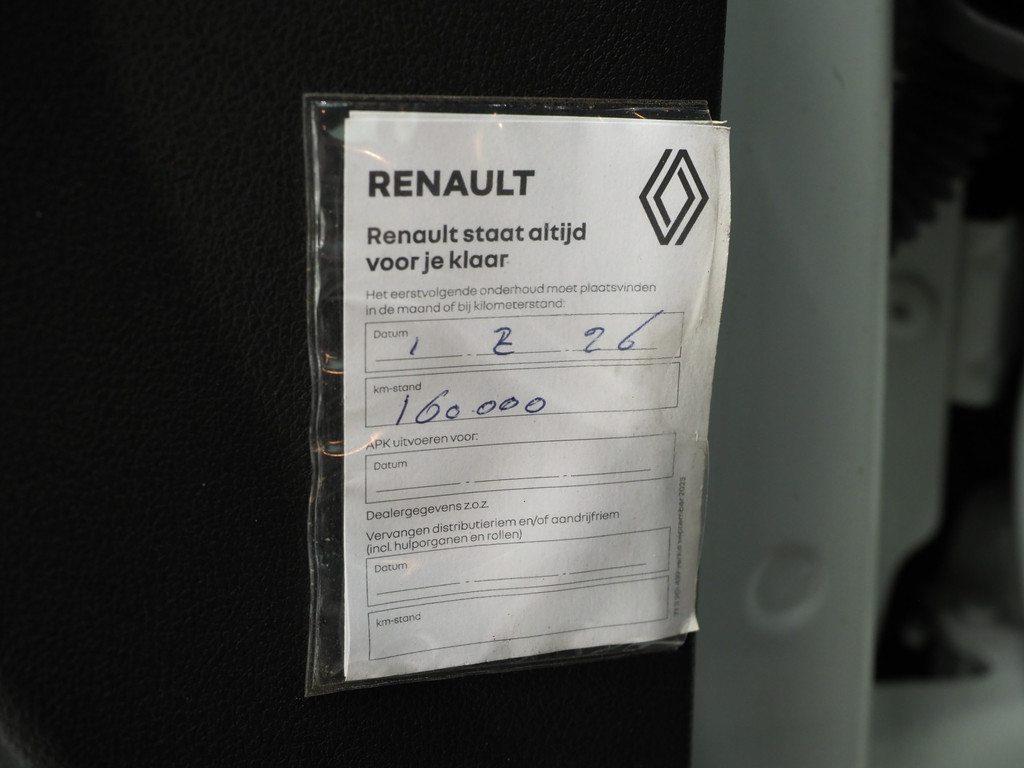 RENAULT
Renault staat altijd
voor je klaar
Het eerstvolgende onderhoud moet plaatsvinden
in de maand of bij kilometerstand:
Datum
1 2 26
km-stand
160.000
APK uitvoeren voor:
Datum
Dealergegevens z.o.z.
Vervangen distributieriem en/of aandrijfriem
(incl. hulporganen en rollen)
Datum
km-stand
september 2023